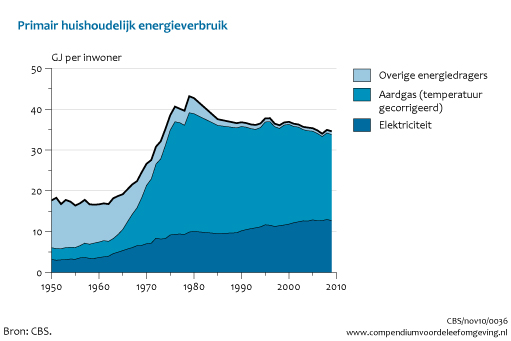 Primair huishoudelijk energieverbruik
GJ per inwoner
50
40
30
20
10
0
1950 1960 1970 1980 1990 2000 2010
Overige energiedragers
Aardgas (temperatuur
gecorrigeerd)
Elektriciteit
CBS/nov10/0036
Bron: CBS.
www.compendiumvoordeleefomgeving.nl